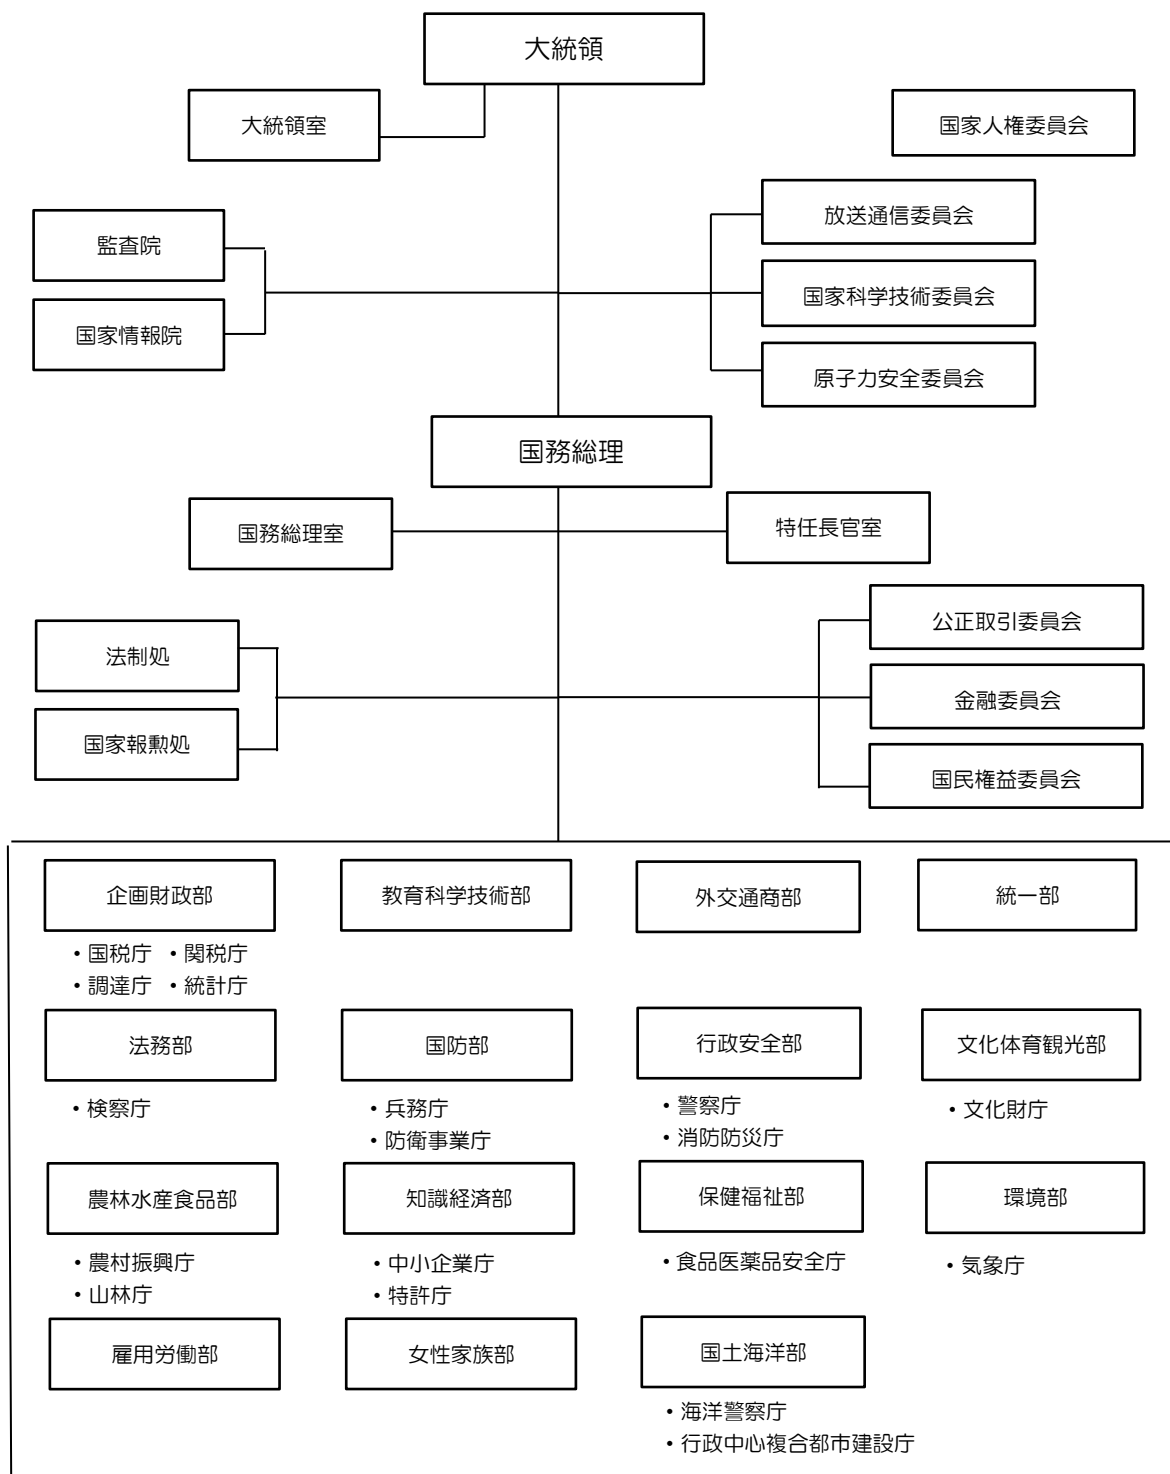 大統領
大統領室
国家人権委員会
放送通信委員会
監査院
国家科学技術委員会
国家情報院
原子力安全委員会
国務総理
国務総理室
特任長官室
公正取引委員会
法制処
金融委員会
国家報勲処
国民権益委員会
企画財政部
教育科学技術部
外交通商部
統一部
・国税庁 ・関税庁
・調達庁 ・統計庁
法務部
国防部
行政安全部
文化体育観光部
・検察庁
・兵務庁
・防衛事業庁
・警察庁
・消防防災庁
・文化財庁
農林水産食品部
知識経済部
保健福祉部
環境部
・農村振興庁
・山林庁
・中小企業庁
・特許庁
・食品医薬品安全庁
・気象庁
雇用労働部
女性家族部
国土海洋部
・海洋警察庁
・行政中心複合都市建設庁